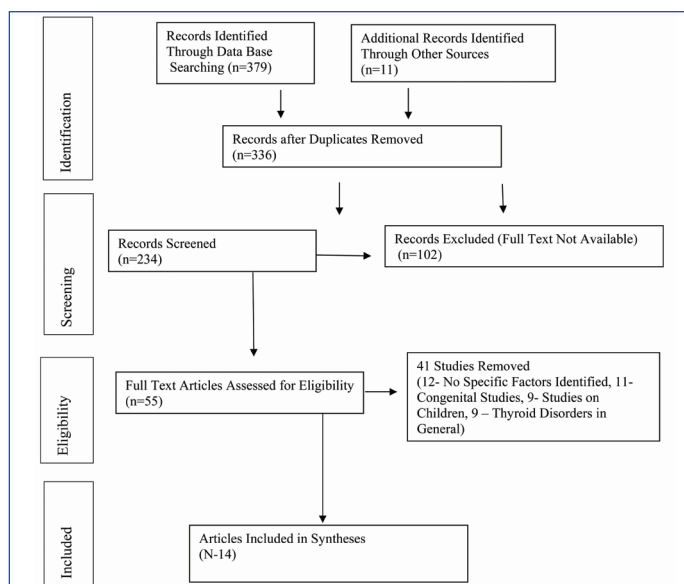 Identification
Records Identified
Through Data Base
Searching (n=379)
Additional Records Identified
Through Other Sources
(n=11)
Records after Duplicates Removed
(n=336)
Screening
Records Screened
(n=234)
Records Excluded (Full Text Not Available)
(n=102)
Eligibility
Full Text Articles Assessed for Eligibility
(n=55)
41 Studies Removed
(12- No Specific Factors Identified, 11-
Congenital Studies, 9- Studies on
Children, 9 – Thyroid Disorders in
General)
Included
Articles Included in Syntheses
(N-14)